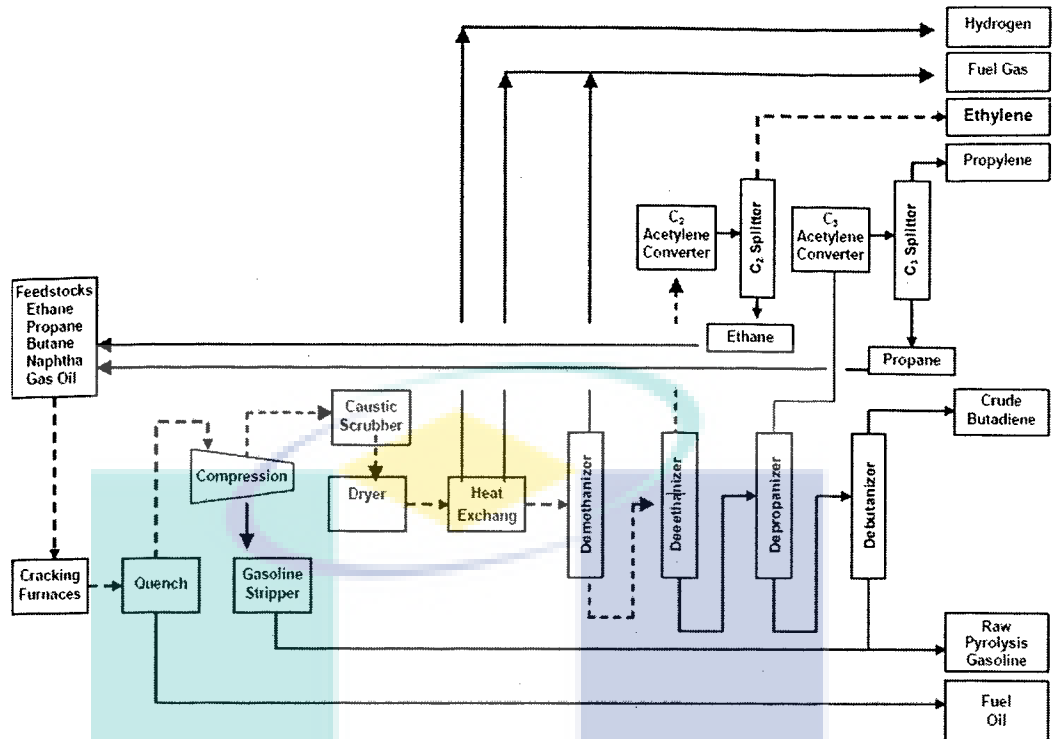 Hydrogen
Fuel Gas
Ethylene
Propylene
C2
Acetylene
Converter
C2 Splitter
C3
Acetylene
Converter
C3 Splitter
Ethane
Propane
Feedstocks
Ethane
Propane
Butane
Naphtha
Gas Oil
Crude
Butadiene
Caustic
Scrubber
Compression
Dryer
Heat
Exchang
Demethanizer
Deeethanizer
Depropanizer
Debutanizer
Cracking
Furnaces
Quench
Gasoline
Stripper
Raw
Pyrolysis
Gasoline
Fuel
Oil